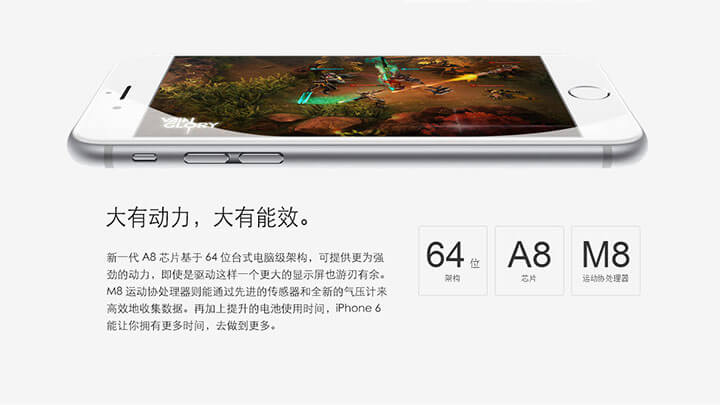 VAIN
GLORY
大有动力，大有能效。
新一代 A8 芯片基于 64 位台式电脑级架构，可提供更为强
劲的动力，即使是驱动这样一个更大的显示屏也游刃有余。
M8 运动协处理器则能通过先进的传感器和全新的气压计来
高效地收集数据。再加上提升的电池使用时间，iPhone 6
能让你拥有更多时间，去做到更多。
64 位
架构
A8
芯片
M8
运动协处理器